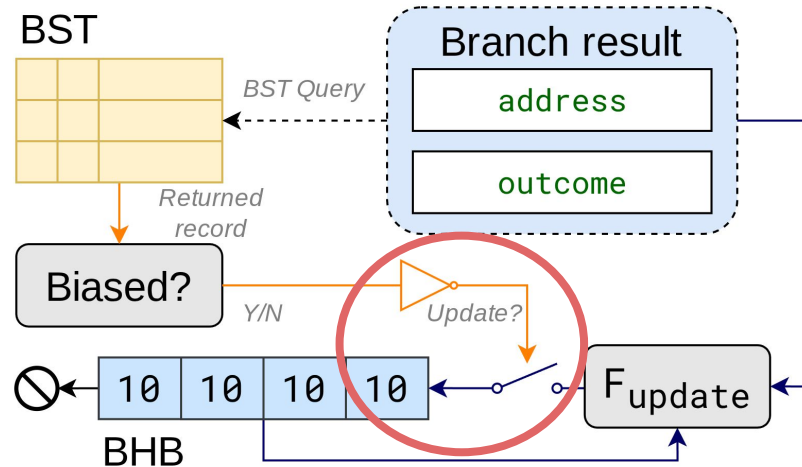 BST
Branch result
BST Query
address
outcome
Returned
record
Biased?
Y/N
Update?
10 10 10 10
Fupdate
BHB